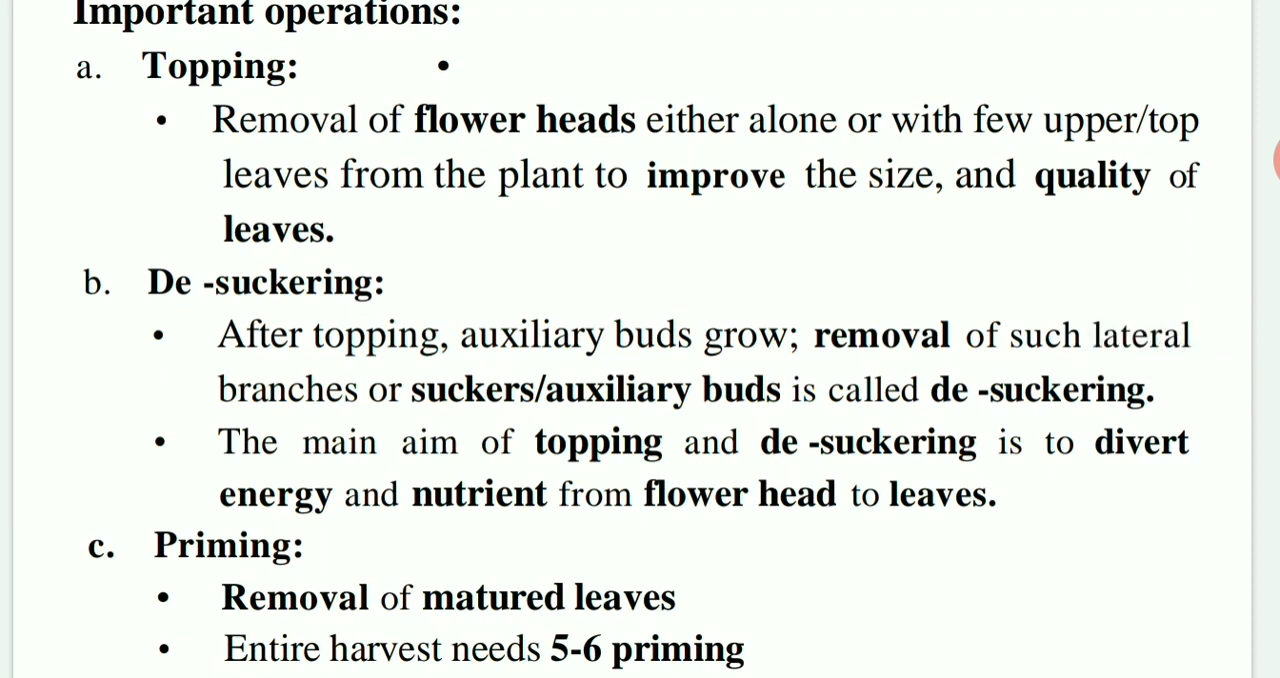 Important operations:
a. Topping: •
• Removal of flower heads either alone or with few upper/top
leaves from the plant to improve the size, and quality of
leaves.
b. De -suckering:
• After topping, auxiliary buds grow; removal of such lateral
branches or suckers/auxiliary buds is called de -suckering.
• The main aim of topping and de -suckering is to divert
energy and nutrient from flower head to leaves.
c. Priming:
• Removal of matured leaves
• Entire harvest needs 5-6 priming